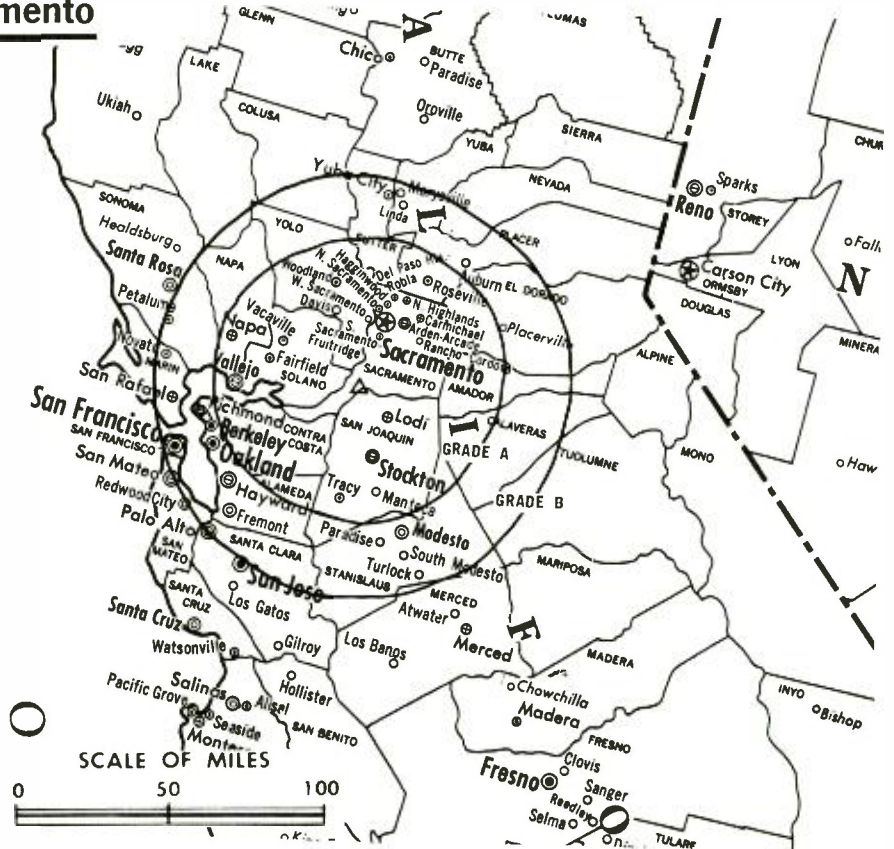 mento
GLENN
A
BUTTE
Chico
Paradise
LAKE
Ukiah
COLUSA
Oroville
YUBA
SIERRA
Yuba City
Marysville
Linda
NEVADA
Sparks
Reno
STOREY
SONOMA
Healdsburg
YOLO
SUTTER
L
PLACER
LYON
Santa Rosa
NAPA
Del Paso
Robla
Haginwood
N. Sacramento
Woodland
W. Sacramento
Davis
Auburn
EL DORADO
Roseville
Carson City
ORMSBY
N
DOUGLAS
Petaluma
Vacaville
Napa
N.
Highlands
Carmichael
Arden-Arcade
Rancho Cordova
Placerville
S.
Sacramento
Fruitridge
Sacramento
Novato
MARIN
Fairfield
SOLANO
Vallejo
SACRAMENTO
AMADOR
ALPINE
San Rafael
San Francisco
SAN FRANCISCO
Richmond
Berkeley
Oakland
CONTRA
COSTA
Lodi
SAN JOAQUIN
I
CALAVERAS
GRADE A
Stockton
TUOLUMNE
MONO
San Mateo
Redwood City
Hayward
ALAMEDA
Tracy
Manteca
GRADE B
Palo Alto
Fremont
Paradise
Modesto
SAN
MATEO
SANTA CLARA
South Modesto
Turlock
MARIPOSA
San Jose
STANISLAUS
SANTA
CRUZ
Los Gatos
MERCED
Atwater
Santa Cruz
Watsonville
Gilroy
Los Banos
Merced
F
MADERA
Salinas
Alisal
Hollister
Pacific Grove
Seaside
SAN BENITO
Chowchilla
Madera
INYO
Bishop
O
FRESNO
SCALE OF MILES
0 50 100
Clovis
Fresno
Sanger
Reedley
Selma